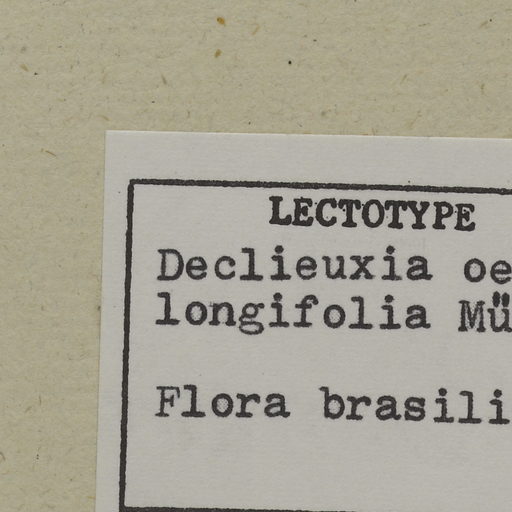 LECTOTYPE
Declieuxia oe
longifolia Mü
Flora brasili